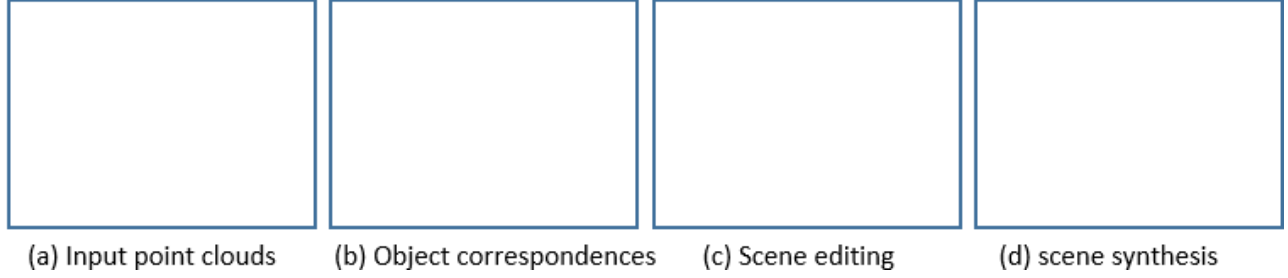 (a) Input point clouds (b) Object correspondences (c) Scene editing (d) scene synthesis